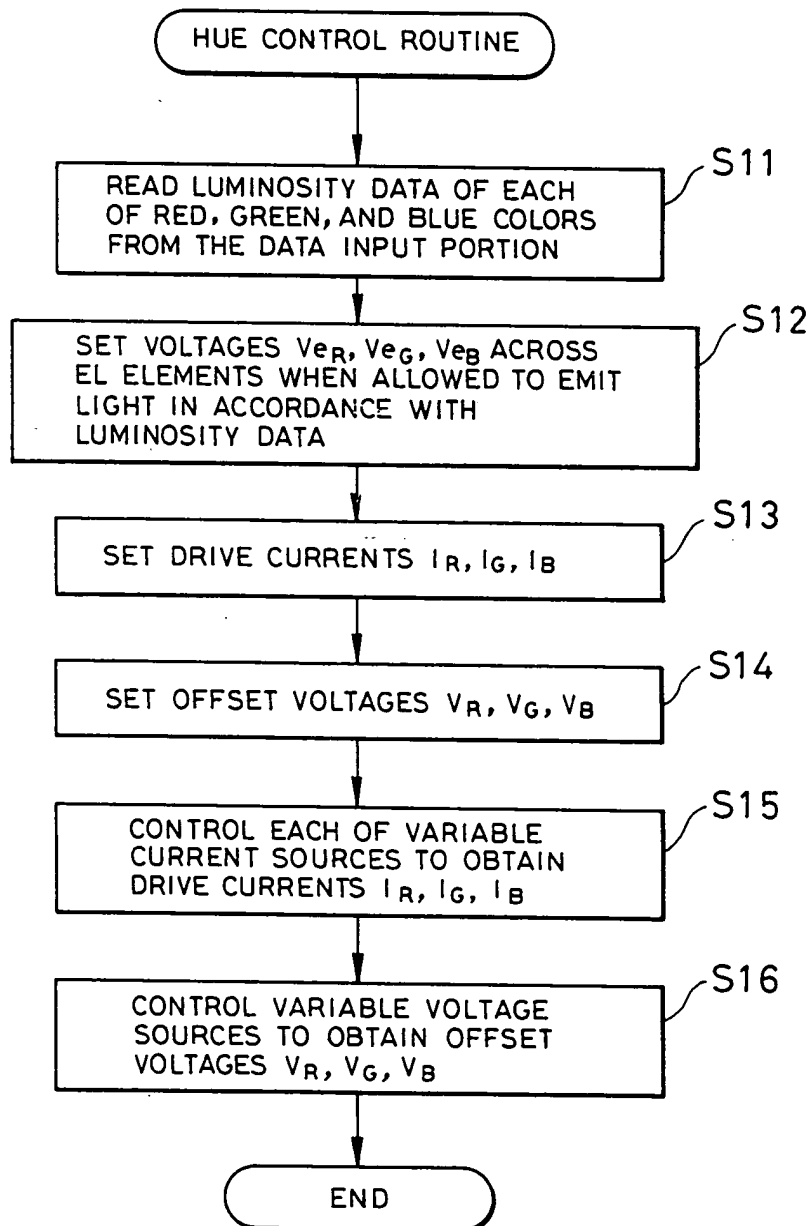 HUE CONTROL ROUTINE
S11
READ LUMINOSITY DATA OF EACH
OF RED, GREEN, AND BLUE COLORS
FROM THE DATA INPUT PORTION
S12
SET VOLTAGES VeR, VeG, VeB ACROSS
EL ELEMENTS WHEN ALLOWED TO EMIT
LIGHT IN ACCORDANCE WITH
LUMINOSITY DATA
S13
SET DRIVE CURRENTS IR, IG, IB
S14
SET OFFSET VOLTAGES VR, VG, VB
S15
CONTROL EACH OF VARIABLE
CURRENT SOURCES TO OBTAIN
DRIVE CURRENTS IR, IG, IB
S16
CONTROL VARIABLE VOLTAGE
SOURCES TO OBTAIN OFFSET
VOLTAGES VR, VG, VB
END